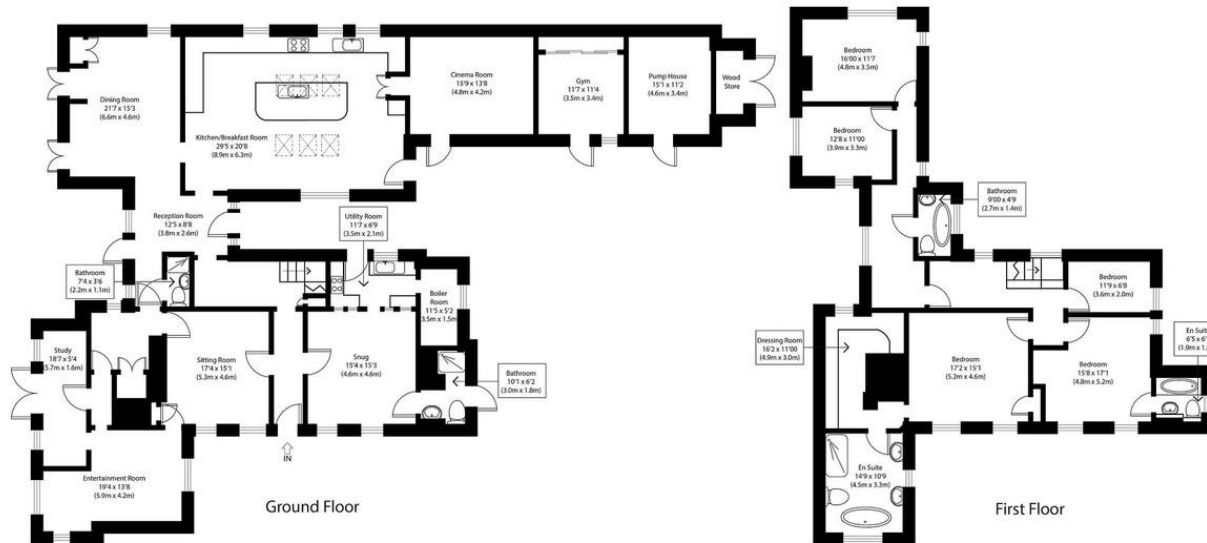 Dining Room
21'7 x 15'3
(6.6m x 4.6m)
Kitchen/Breakfast Room
29'5 x 20'8
(8.9m x 6.3m)
Cinema Room
15'9 x 13'8
(4.8m x 4.2m)
Gym
11'7 x 11'4
(3.5m x 3.4m)
Pump House
15'1 x 11'2
(4.6m x 3.4m)
Wood
Store
Reception Room
12'5 x 8'8
(3.8m x 2.6m)
Utility Room
11'7 x 6'9
(3.5m x 2.1m)
Bathroom
7'4 x 3'6
(2.2m x 1.1m)
Boiler
Room
11'5 x 5'2
3.5m x 1.5m
Study
18'7 x 5'4
(5.7m x 1.6m)
Sitting Room
17'4 x 15'1
(5.3m x 4.6m)
Snug
15'4 x 15'3
(4.6m x 4.6m)
Bathroom
10'1 x 6'2
(3.0m x 1.8m)
IN
Entertainment Room
19'4 x 13'8
(5.9m x 4.2m)
Ground Floor
Bedroom
16'00 x 11'7
(4.8m x 3.5m)
Bedroom
12'8 x 11'00
(3.9m x 3.3m)
Bathroom
9'00 x 4'9
(2.7m x 1.4m)
Bedroom
11'9 x 6'8
(3.6m x 2.0m)
Dressing Room
16'2 x 11'00
(4.9m x 3.0m)
Bedroom
17'2 x 15'1
(5.2m x 4.6m)
Bedroom
15'8 x 17'1
(4.8m x 5.2m)
En Suite
6'5 x 6'
(1.9m x 1.
En Suite
14'9 x 10'9
(4.5m x 3.3m)
First Floor